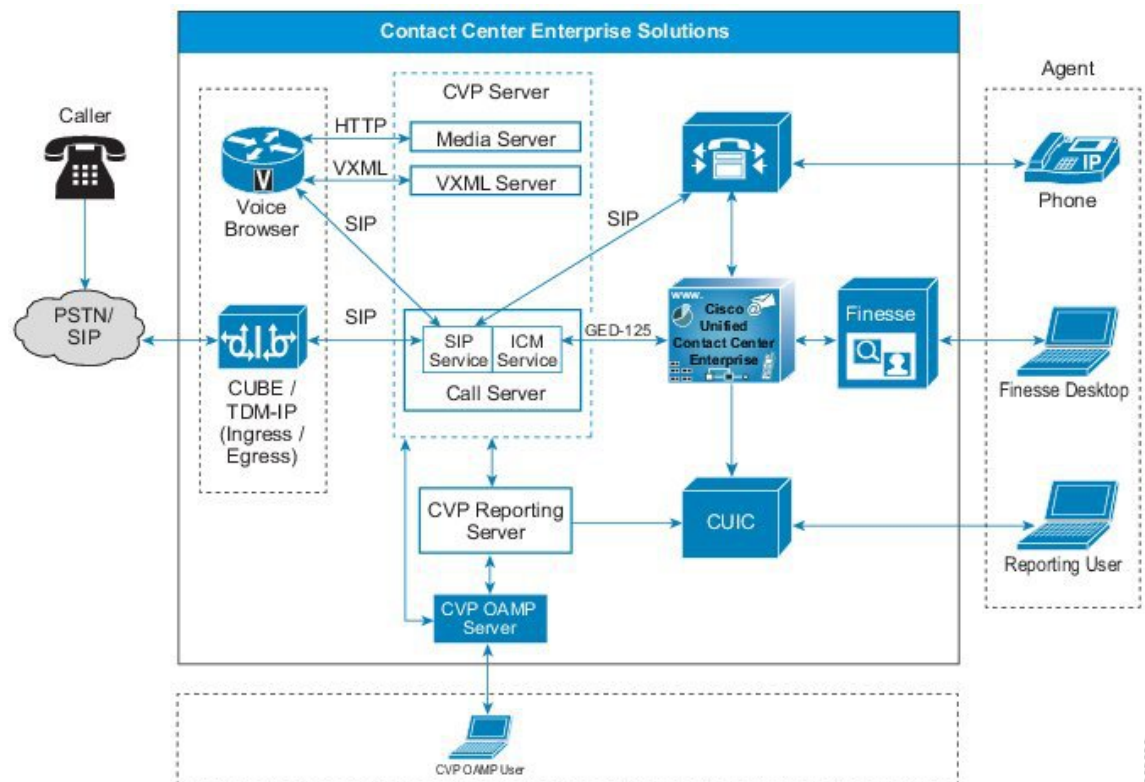 Contact Center Enterprise Solutions
Agent
Caller
CVP Server
HTTP
Media Server
VXML
VXML Server
V
Voice
Browser
SIP
SIP
IP
Phone
PSTN/
SIP
SIP
d|b
CUBE /
TDM-IP
(Ingress /
Egress)
SIP
Service
ICM
Service
Call Server
GED-125
www.
Cisco @
Unified
Contact Center
Enterprise
Finesse
Finesse Desktop
CVP Reporting
Server
CUIC
Reporting User
CVP OAMP
Server
CVP OAMP User